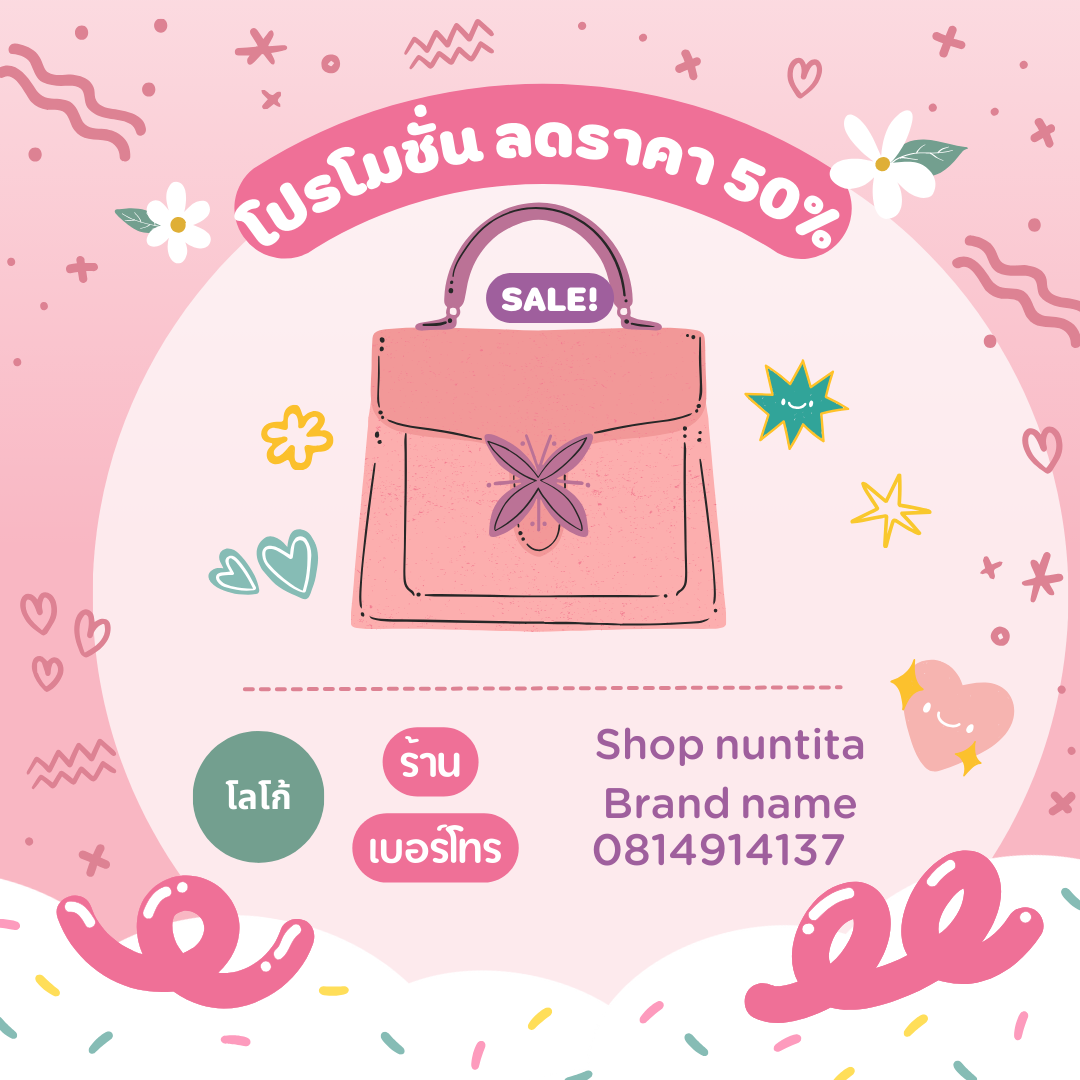 โปรโมชั่น ลดราคา 50%
SALE!
โลโก้
ร้าน
เบอร์โทร
Shop nuntita
Brand name
0814914137